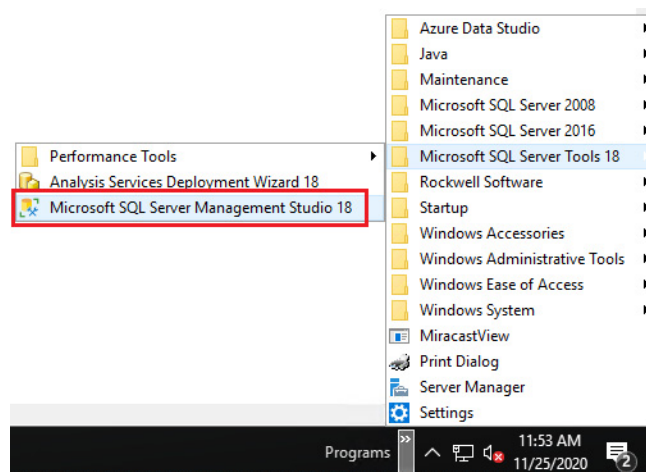 Azure Data Studio
Java
Maintenance
Microsoft SQL Server 2008
Microsoft SQL Server 2016
Microsoft SQL Server Tools 18
Rockwell Software
Startup
Windows Accessories
Windows Administrative Tools
Windows Ease of Access
Windows System
MiracastView
Print Dialog
Server Manager
Settings
Performance Tools
Analysis Services Deployment Wizard 18
Microsoft SQL Server Management Studio 18
Programs
11:53 AM
11/25/2020
2